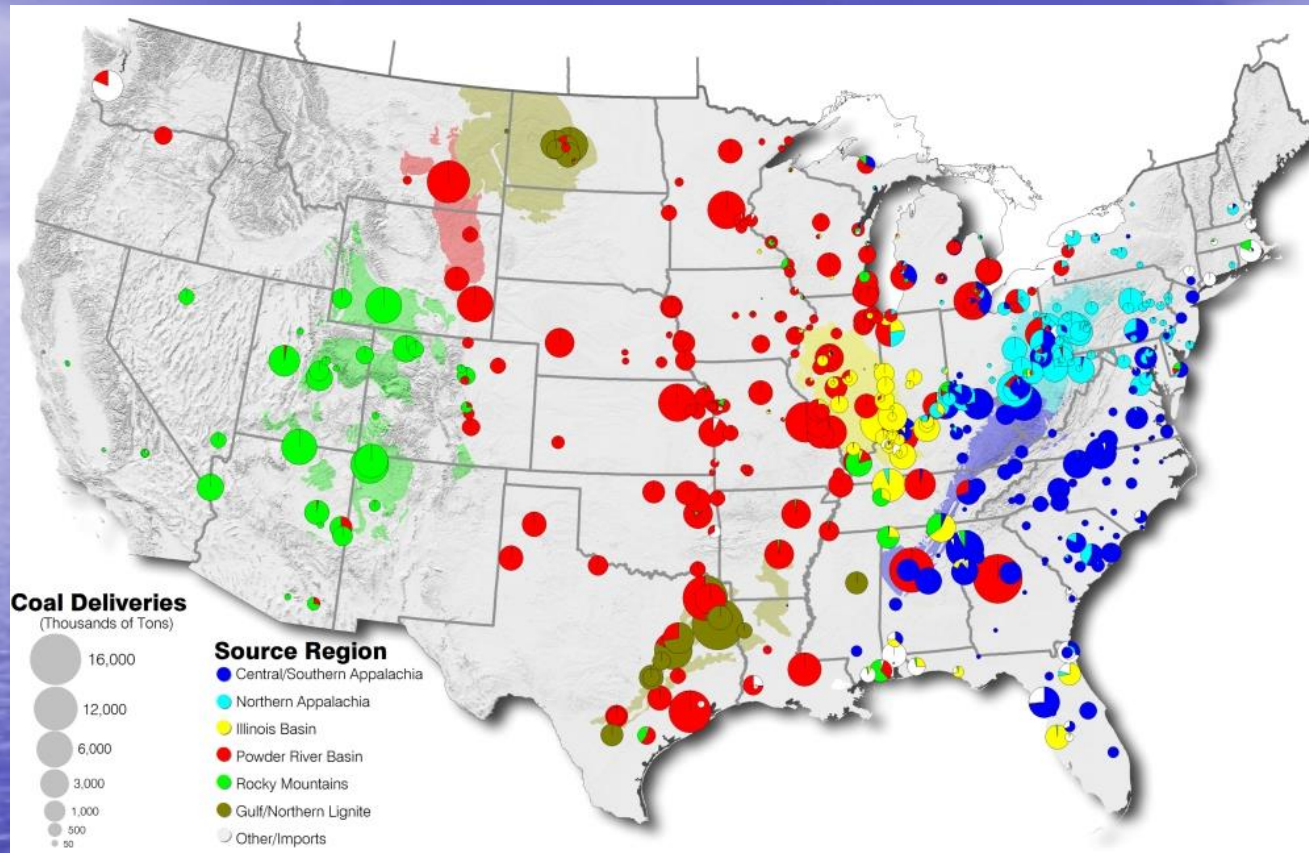 Coal Deliveries
(Thousands of Tons)
16,000
12,000
6,000
3,000
1,000
500
50
Source Region
Central/Southern Appalachia
Northern Appalachia
Illinois Basin
Powder River Basin
Rocky Mountains
Gulf/Northern Lignite
Other/Imports